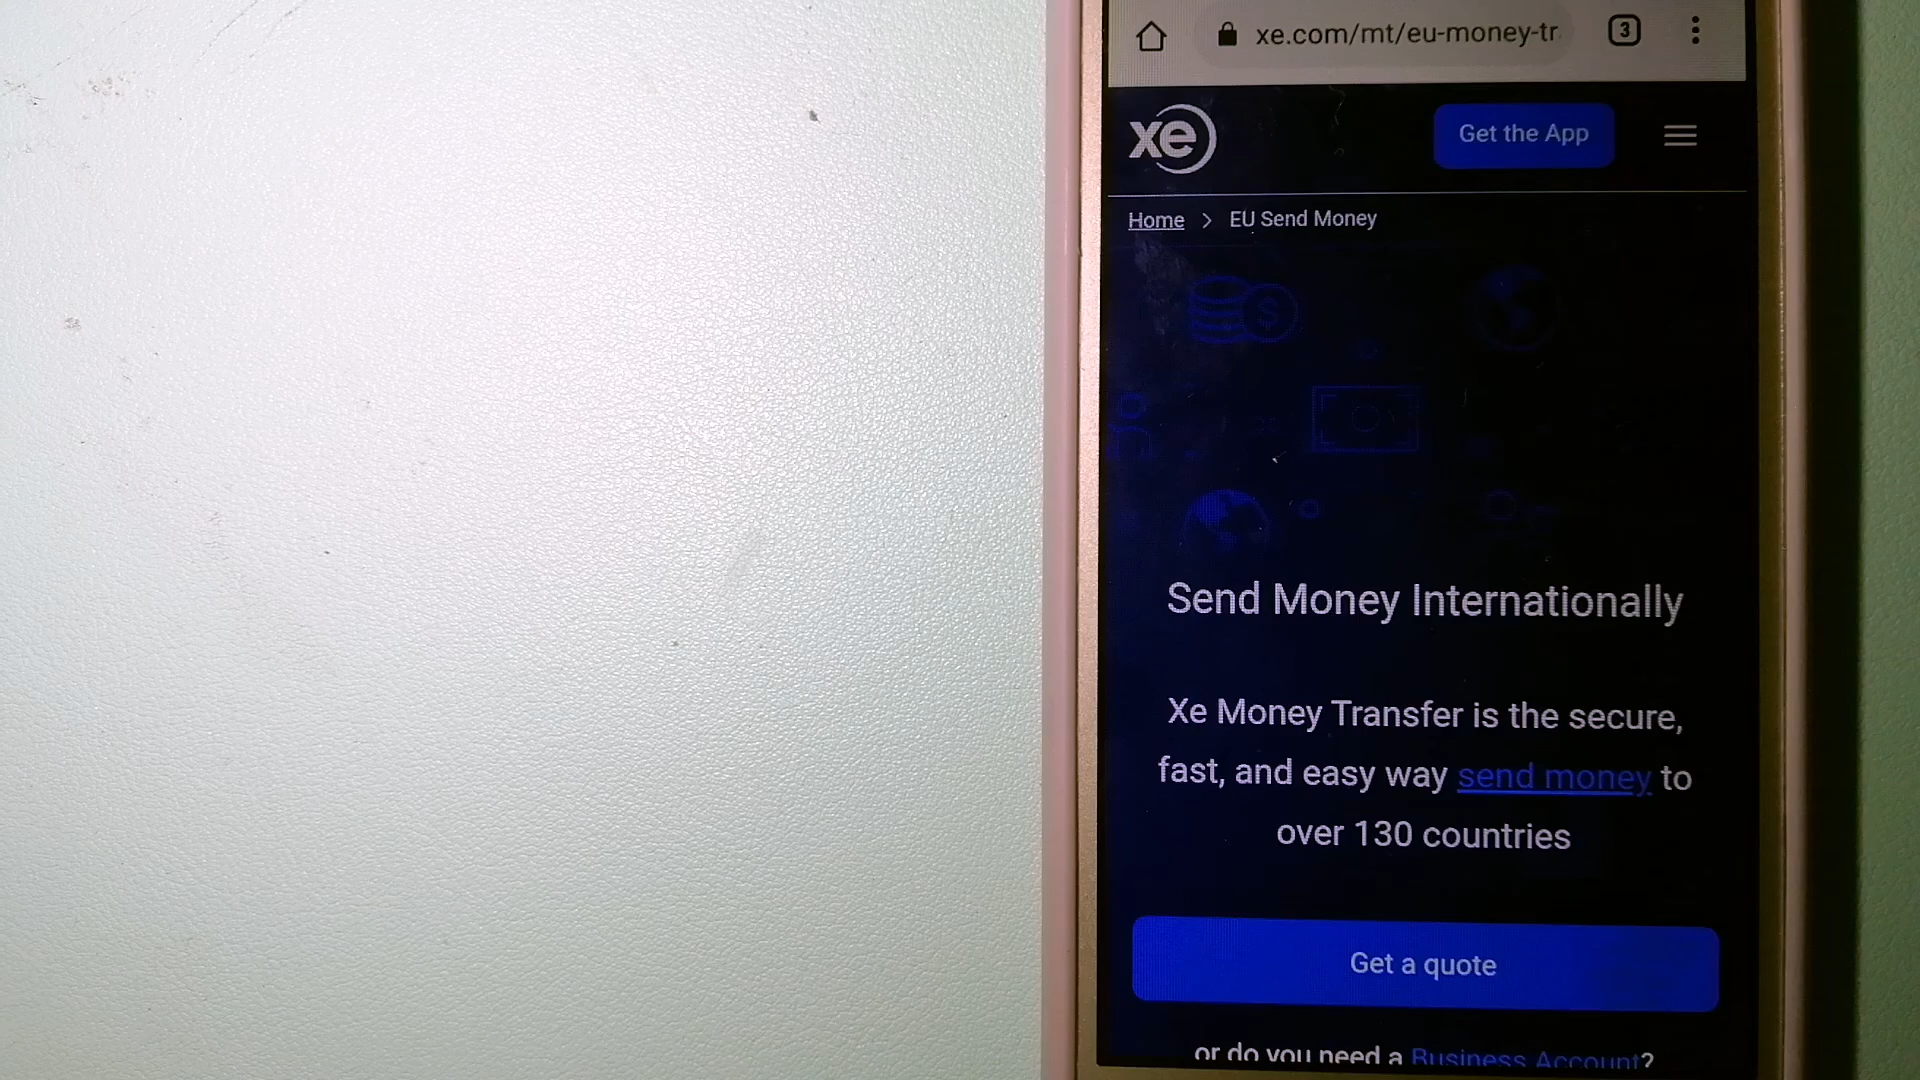 xe.com/mt/eu-money-tr
3
xe
Get the App
Home > EU Send Money
$
Send Money Internationally
Xe Money Transfer is the secure,
fast, and easy way send money to
over 130 countries
Get a quote
or do you need a Business Account?